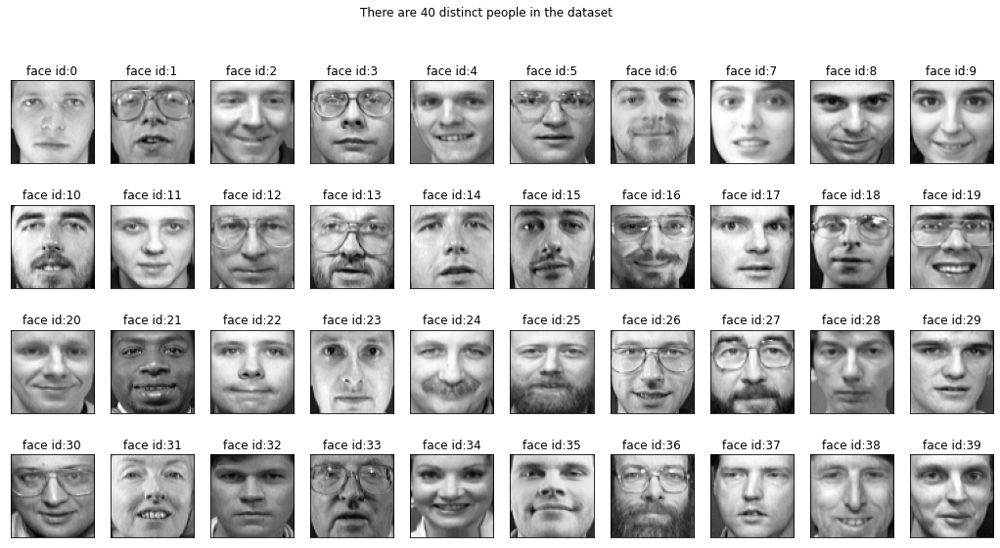 There are 40 distinct people in the dataset
face id:0 face id:1 face id:2 face id:3 face id:4 face id:5 face id:6 face id:7 face id:8 face id:9
face id:10 face id:11 face id:12 face id:13 face id:14 face id:15 face id:16 face id:17 face id:18 face id:19
face id:20 face id:21 face id:22 face id:23 face id:24 face id:25 face id:26 face id:27 face id:28 face id:29
face id:30 face id:31 face id:32 face id:33 face id:34 face id:35 face id:36 face id:37 face id:38 face id:39